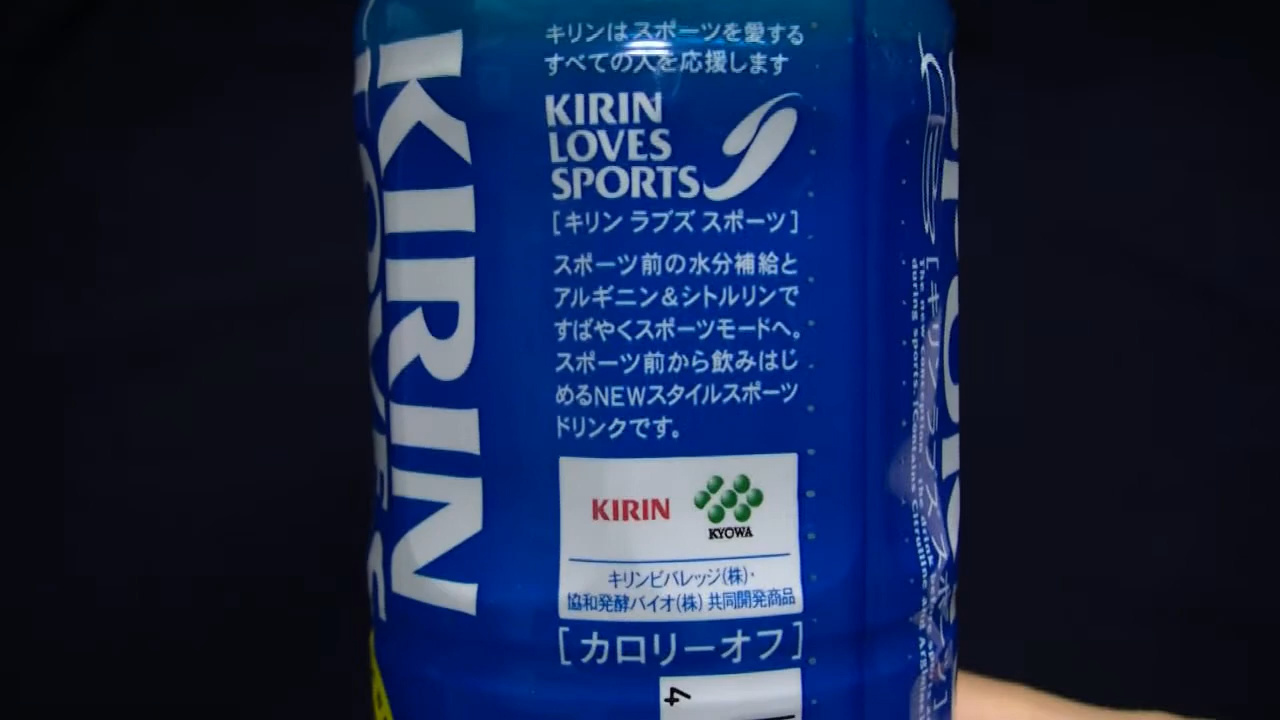 KIRIN
キリンはスポーツを愛する
すべての人を応援します
KIRIN
LOVES
SPORTS
[キリン ラブズ スポーツ]
スポーツ前の水分補給と
アルギニン&シトルリンで
すばやくスポーツモードへ。
スポーツ前から飲みはじ
めるNEWスタイルスポーツ
ドリンクです。
KIRIN
KYOWA
キリンビバレッジ(株)・
協和発酵バイオ(株) 共同開発商品
[カロリーオフ]
4